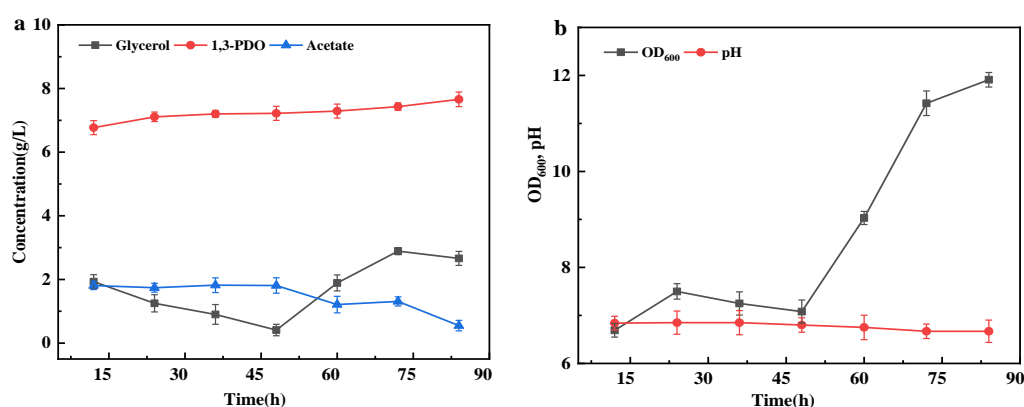 a
Glycerol 1,3-PDO Acetate
Concentration(g/L)
10
8
6
4
2
0
15 30 45 60 75 90
Time(h)
b
OD600 pH
OD600, pH
12
10
8
6
15 30 45 60 75 90
Time(h)